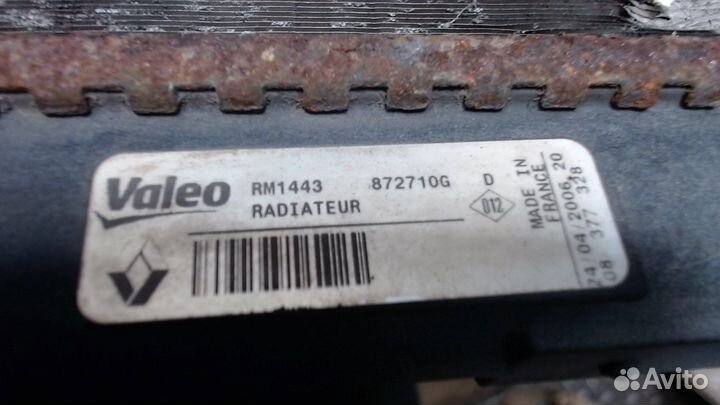 Valeo
RM1443 872710G D
RADIATEUR
012
MADE IN
FRANCE
24/04/2006 20
08 377 328
Avito